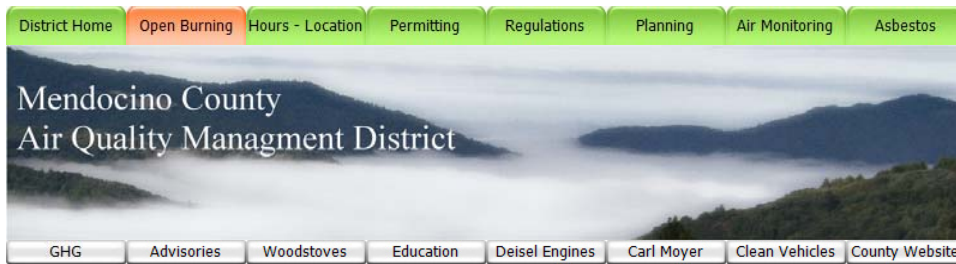 District Home Open Burning Hours - Location Permitting Regulations Planning Air Monitoring Asbestos
Mendocino County
Air Quality Managment District
GHG Advisories Woodstoves Education Deisel Engines Carl Moyer Clean Vehicles County Website